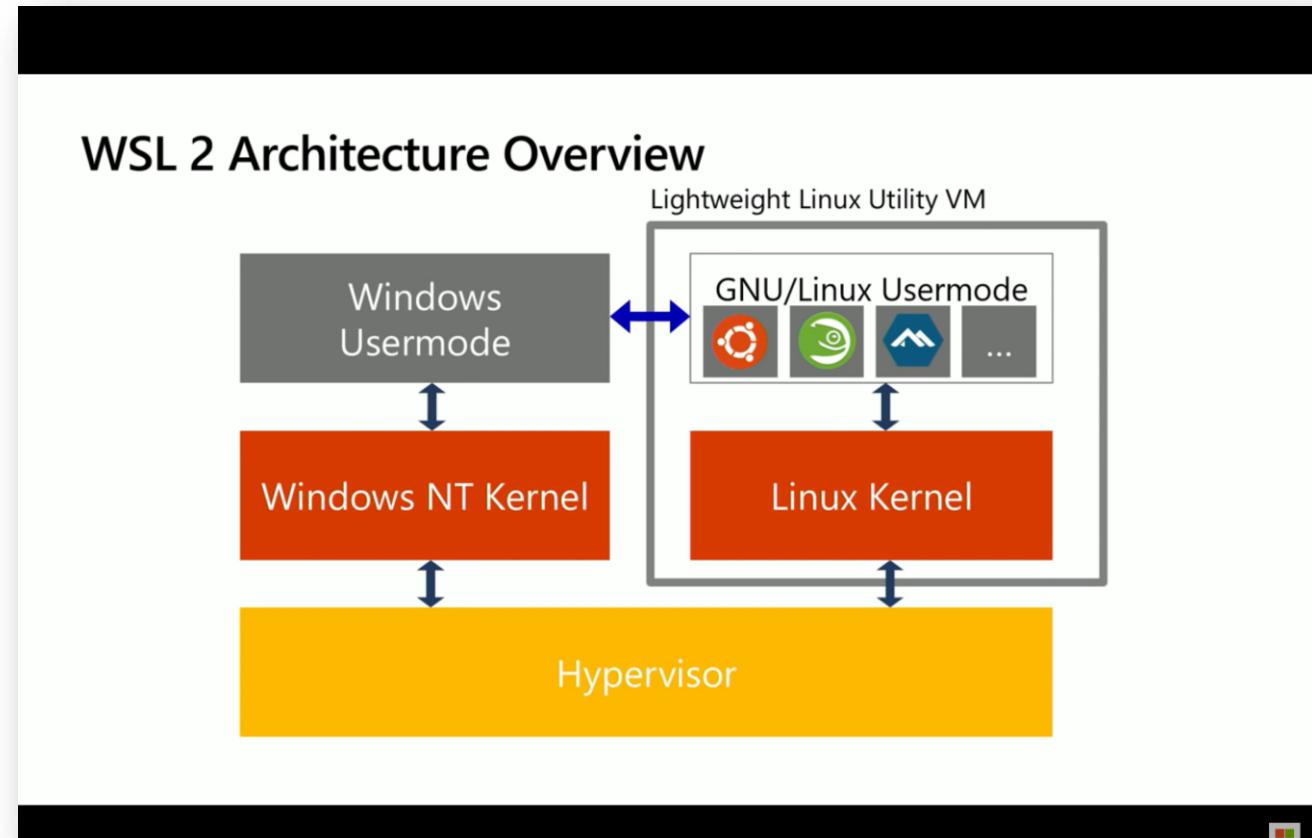 WSL 2 Architecture Overview
Lightweight Linux Utility VM
Windows
Usermode
GNU/Linux Usermode
...
Windows NT Kernel
Linux Kernel
Hypervisor